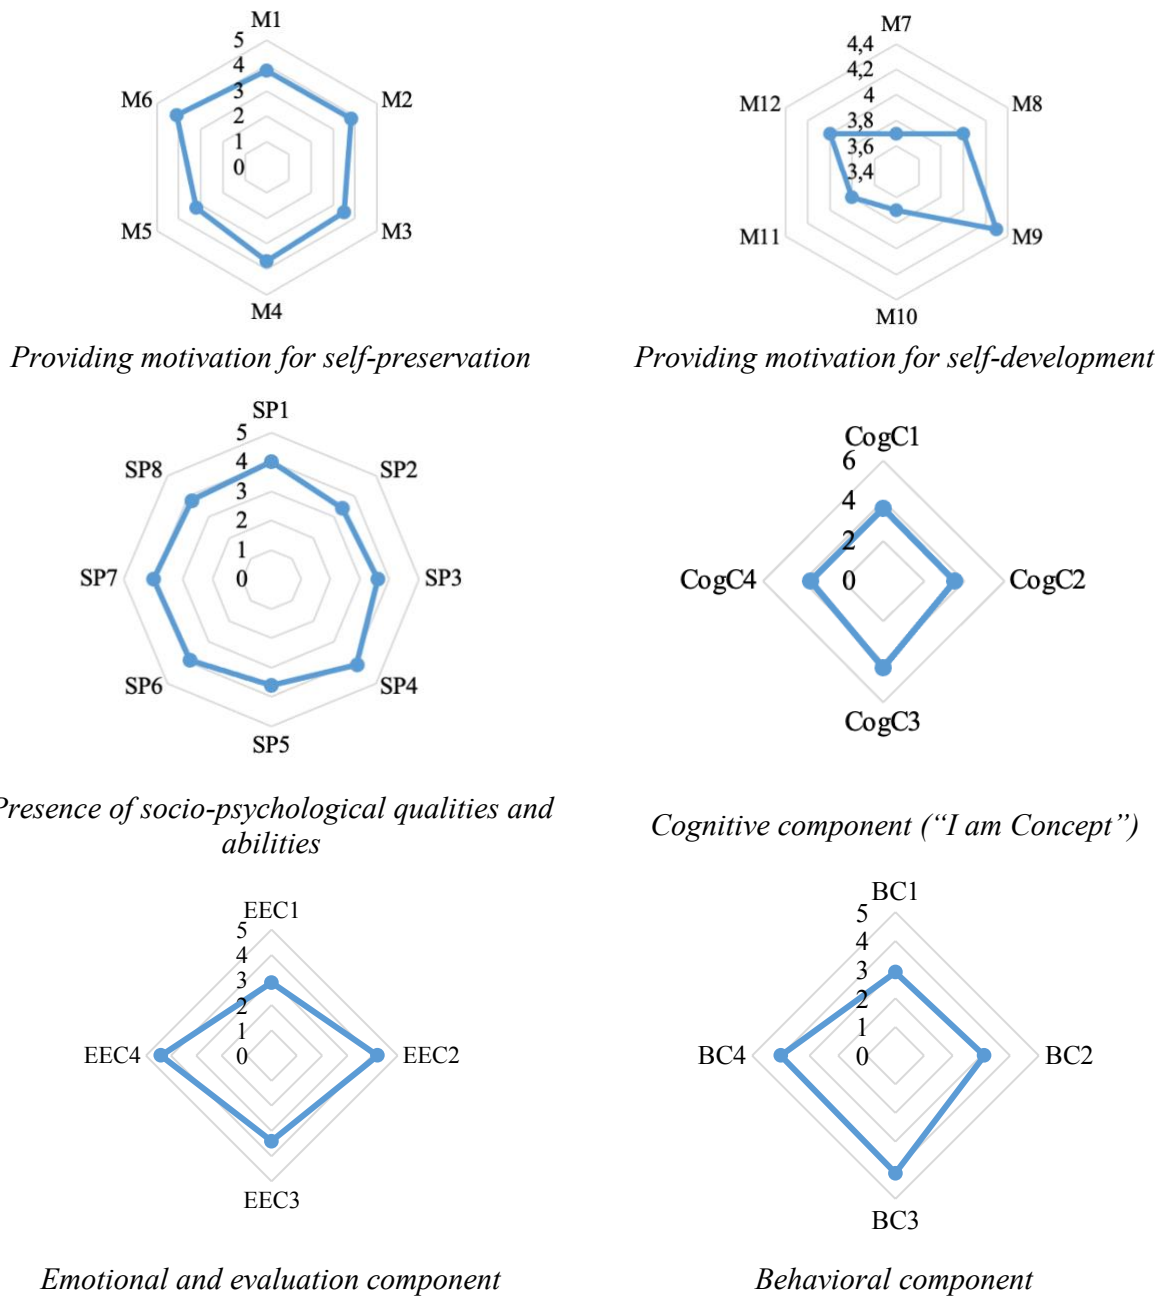 M1
5
4
3
2
1
0
M6
M2
M5
M3
M4
Providing motivation for self-preservation
M7
4,4
4,2
4
3,8
3,6
3,4
M12
M8
M11
M9
M10
Providing motivation for self-development
SP1
5
4
3
2
1
0
SP8
SP2
SP7
SP3
SP6
SP4
SP5
Presence of socio-psychological qualities and
abilities
CogC1
6
4
2
0
CogC4
CogC2
CogC3
Cognitive component (“I am Concept”)
EEC1
5
4
3
2
1
0
EEC4
EEC2
EEC3
Emotional and evaluation component
BC1
5
4
3
2
1
0
BC4
BC2
BC3
Behavioral component